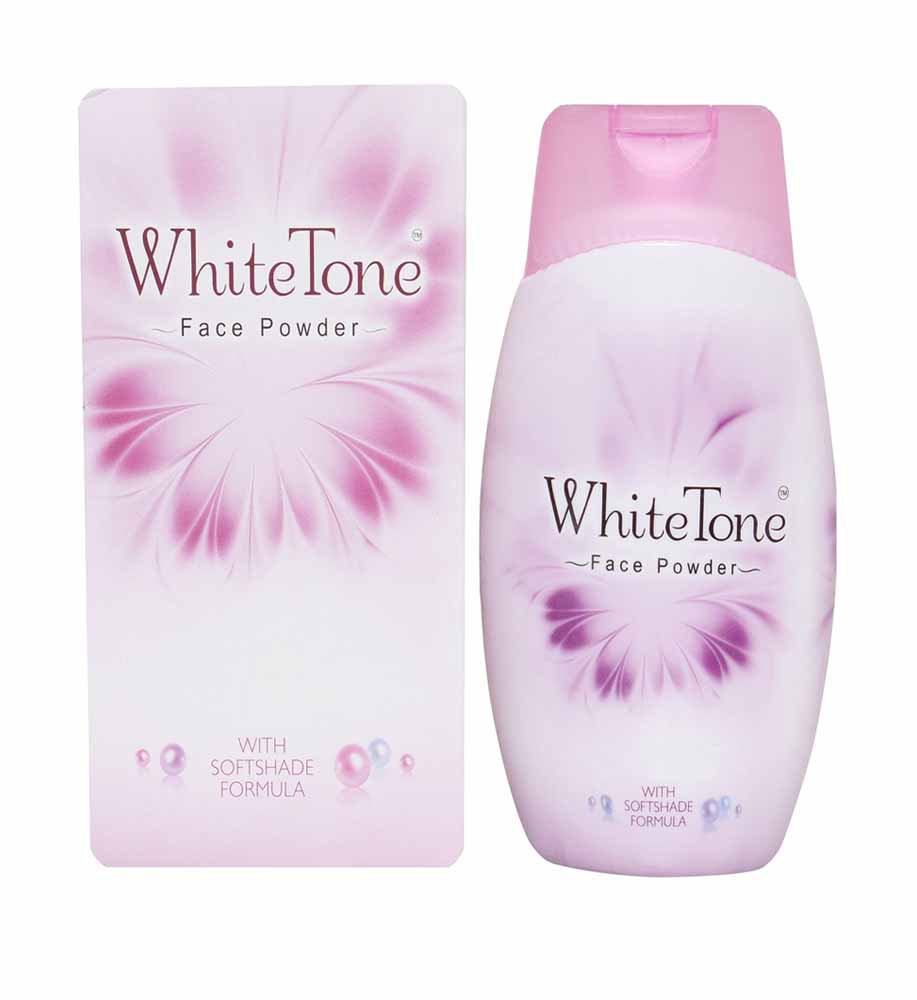 WhiteTone™
Face Powder
WITH
SOFTSHADE
FORMULA
WhiteTone™
Face Powder
WITH
SOFTSHADE
FORMULA